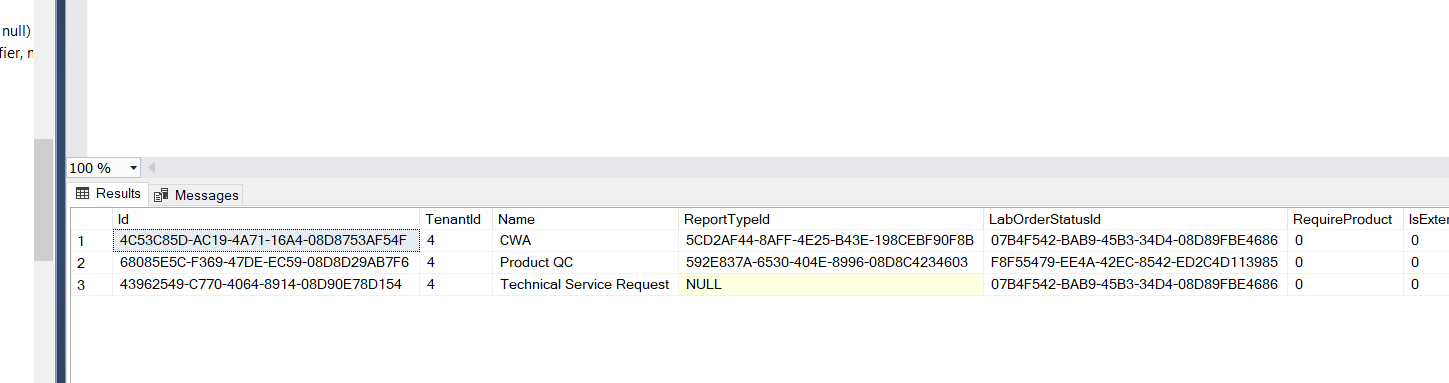 null)
fier, n
100 %
Results Messages
Id TenantId Name ReportTypeId LabOrderStatusId RequireProduct IsExter
1 4C53C85D-AC19-4A71-16A4-08D8753AF54F 4 CWA 5CD2AF44-8AFF-4E25-B43E-198CEBF90F8B 07B4F542-BAB9-45B3-34D4-08D89FBE4686 0 0
2 68085E5C-F369-47DE-EC59-08D8D29AB7F6 4 Product QC 592E837A-6530-404E-8996-08D8C4234603 F8F55479-EE4A-42EC-8542-ED2C4D113985 0 0
3 43962549-C770-4064-8914-08D90E78D154 4 Technical Service Request NULL 07B4F542-BAB9-45B3-34D4-08D89FBE4686 0 0